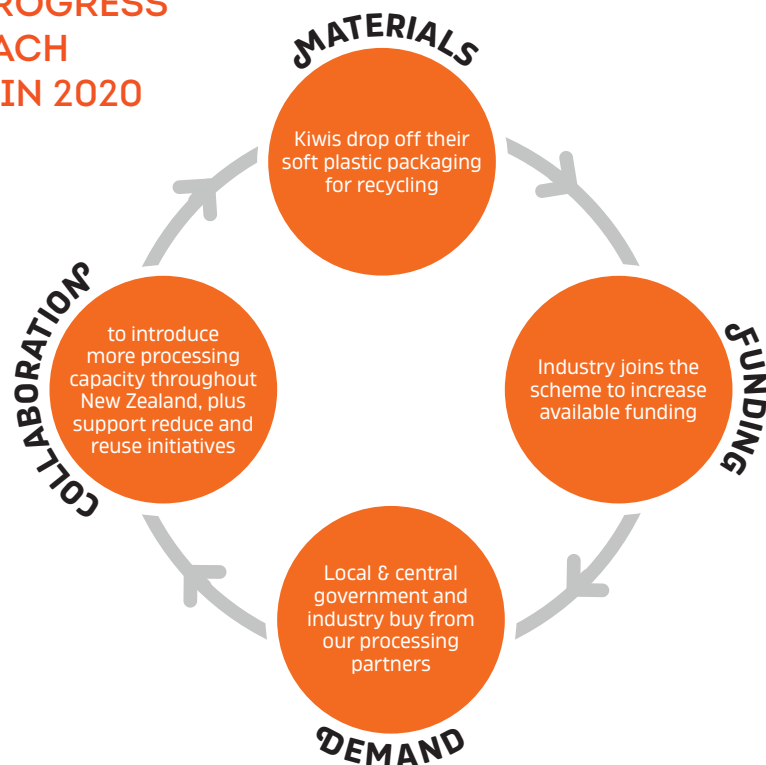 ROGRESS
ACH
IN 2020
MATERIALS
Kiwis drop off their
soft plastic packaging
for recycling
FUNDING
Industry joins the
scheme to increase
available funding
DEMAND
Local & central
government and
industry buy from
our processing
partners
COLLABORATION
to introduce
more processing
capacity throughout
New Zealand, plus
support reduce and
reuse initiatives